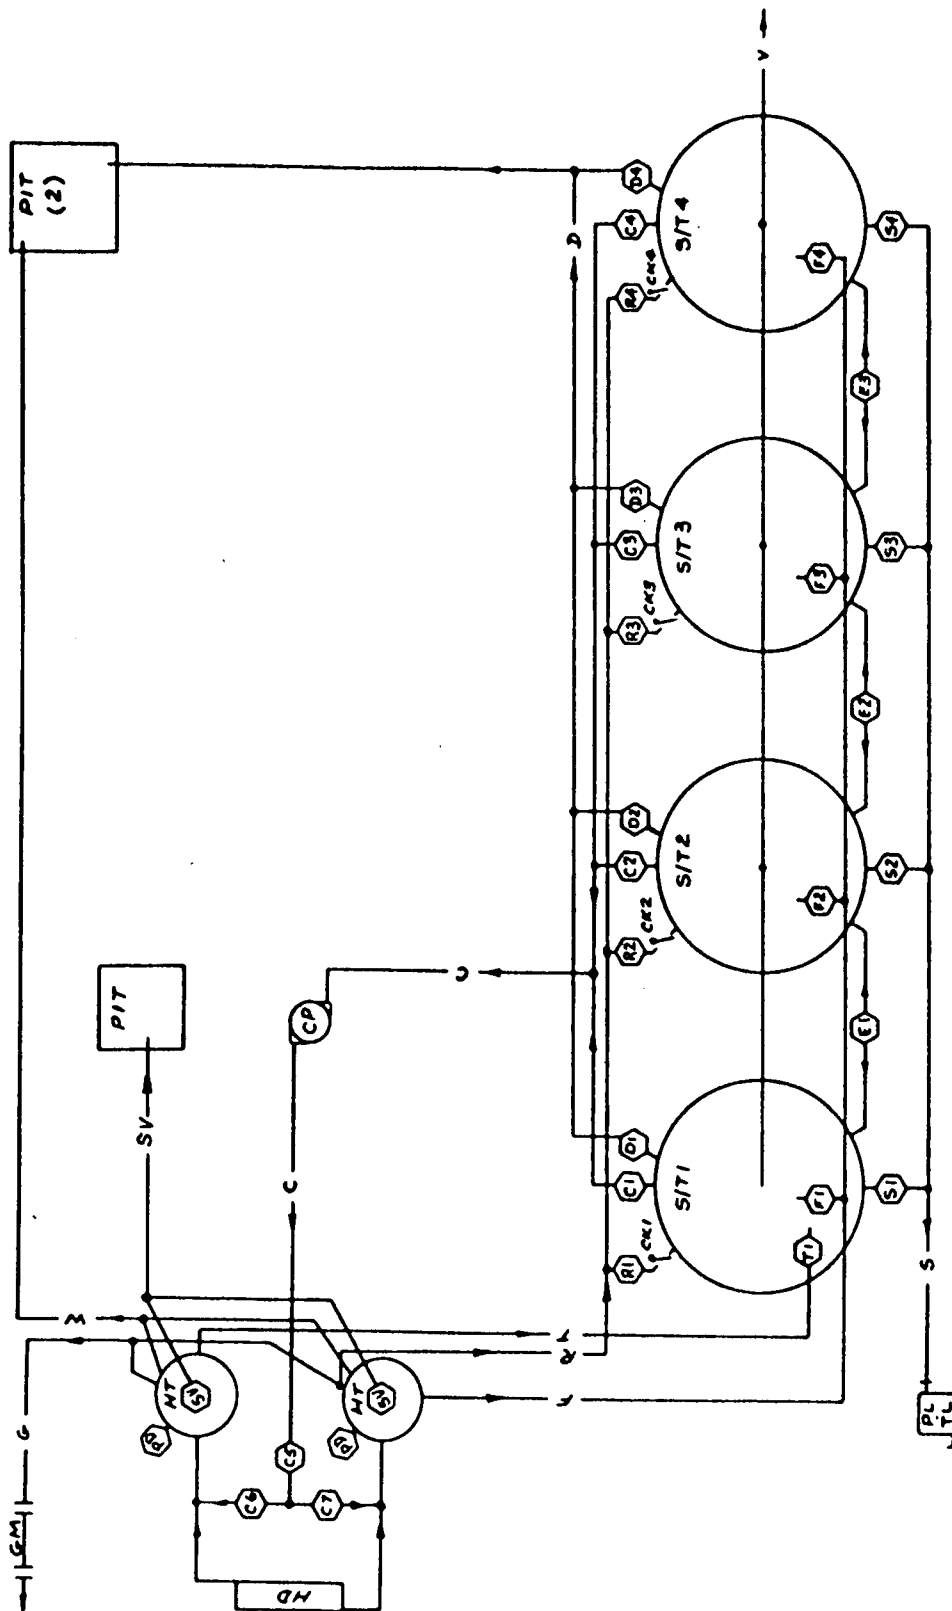 PIT
(2)
V
D
D4
C4
R4
CK4
S/T4
F4
S4
E3
D3
C3
R3
CK3
S/T3
F3
S3
E2
D2
C2
R2
CK2
S/T2
F2
S2
E1
D1
C1
R1
CK1
S/T1
F1
T1
S1
S
PIT
SV
CP
C
C
W
G
GM
HT
SV
HT
SV
C5
C6
C7
HD
T
R
F
PL
TL